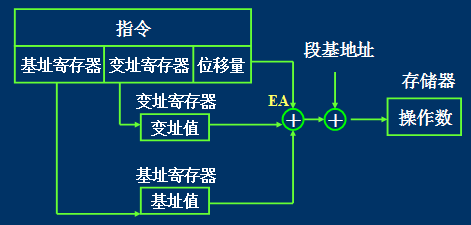 指令
基址寄存器 变址寄存器 位移量
段基地址
存储器
变址寄存器
EA
变址值
操作数
基址寄存器
基址值